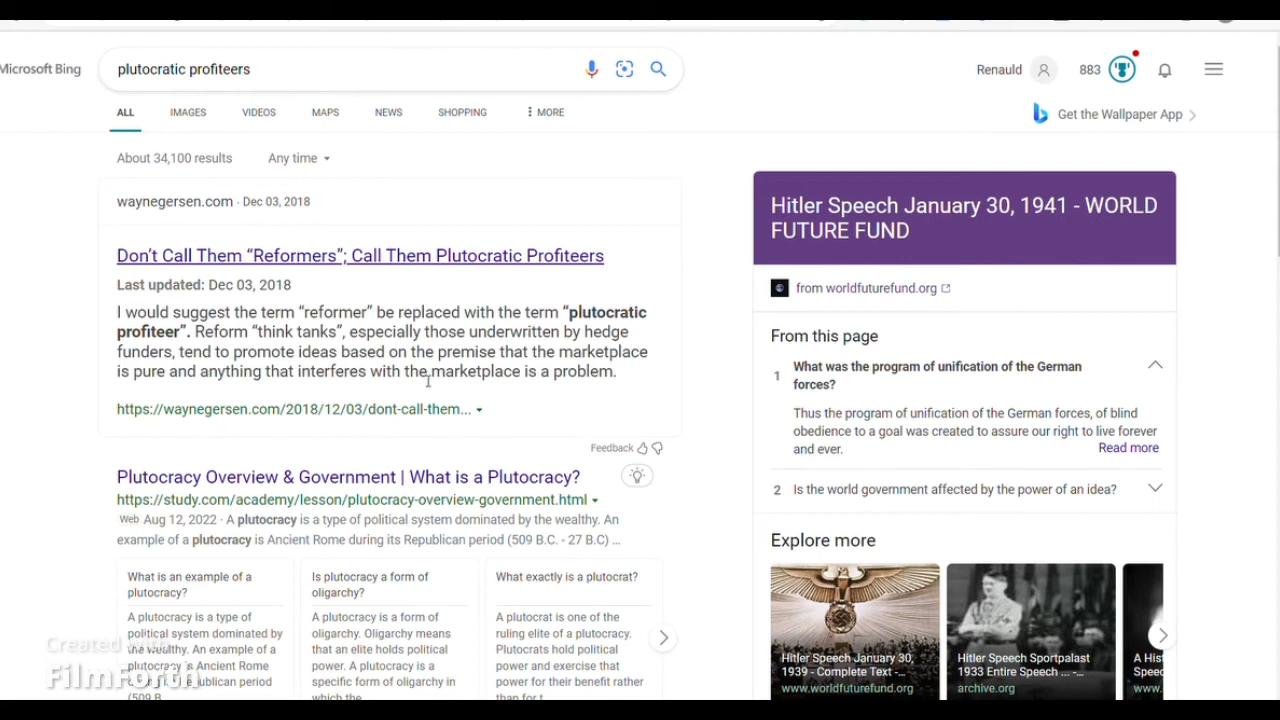 Microsoft Bing
plutocratic profiteers
Renauld
883
ALL
IMAGES
VIDEOS
MAPS
NEWS
SHOPPING
MORE
Get the Wallpaper App
About 34,100 results
Any time
waynegersen.com · Dec 03, 2018
Don't Call Them “Reformers”; Call Them Plutocratic Profiteers
Last updated: Dec 03, 2018
I would suggest the term “reformer” be replaced with the term “plutocratic
profiteer”. Reform “think tanks”, especially those underwritten by hedge
funders, tend to promote ideas based on the premise that the marketplace
is pure and anything that interferes with the marketplace is a problem.
https://waynegersen.com/2018/12/03/dont-call-them...
Feedback
Plutocracy Overview & Government | What is a Plutocracy?
https://study.com/academy/lesson/plutocracy-overview-government.html
Web Aug 12, 2022 · A plutocracy is a type of political system dominated by the wealthy. An
example of a plutocracy is Ancient Rome during its Republican period (509 B.C. - 27 B.C) ...
What is an example of a
plutocracy?
A plutocracy is a type of
political system dominated by
the wealthy. An example of a
plutocracy is Ancient Rome
during its Republican period
(509 B.
Is plutocracy a form of
oligarchy?
A plutocracy is a form of
oligarchy. Oligarchy means
that an elite holds political
power. A plutocracy is a
specific form of oligarchy in
which the
What exactly is a plutocrat?
A plutocrat is one of the
ruling elite of a plutocracy.
Plutocrats hold political
power and exercise that
power for their benefit rather
than for t
Hitler Speech January 30, 1941 - WORLD
FUTURE FUND
from worldfuturefund.org
From this page
1 What was the program of unification of the German
forces?
Thus the program of unification of the German forces, of blind
obedience to a goal was created to assure our right to live forever
and ever.
Read more
2 Is the world government affected by the power of an idea?
Explore more
Hitler Speech January 30,
1939 - Complete Text -...
www.worldfuturefund.org
Hitler Speech Sportpalast
1933 Entire Speech ... -...
archive.org
A His
Speec
www.
Created with
FilmForth